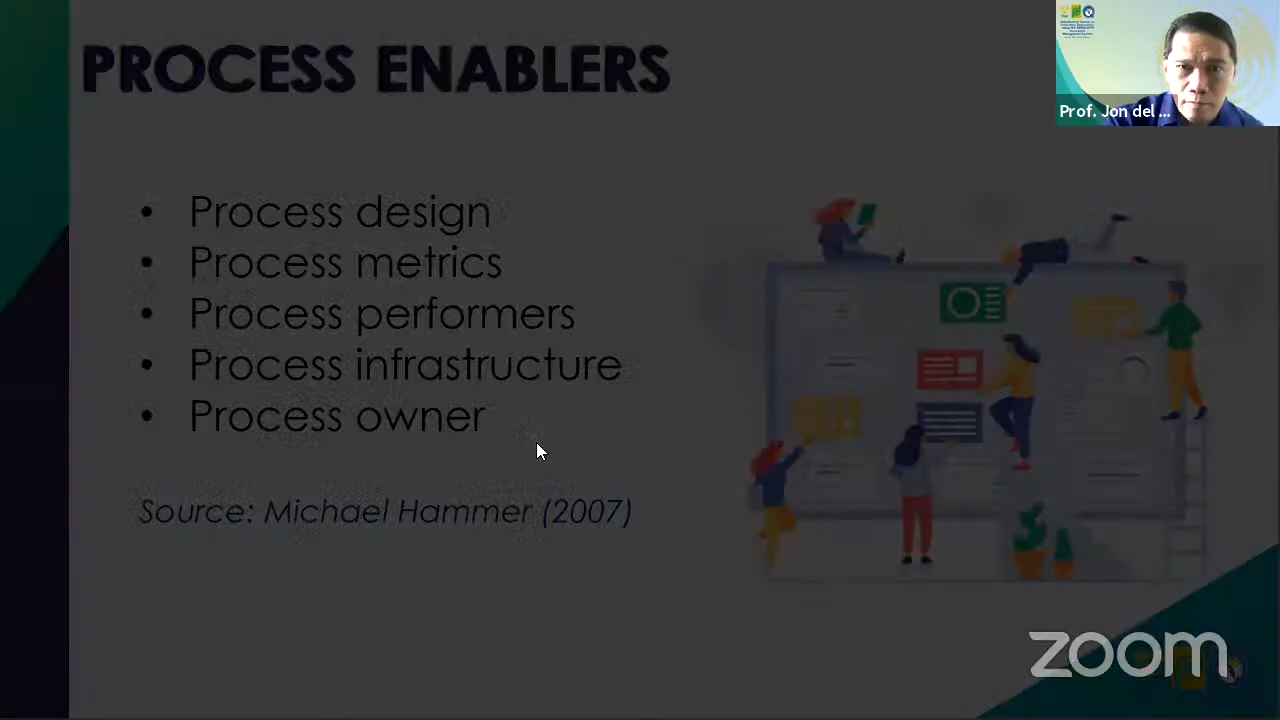 PROCESS ENABLERS
Prof. Jon del ...
• Process design
• Process metrics
• Process performers
• Process infrastructure
• Process owner
Source: Michael Hammer (2007)
zoom